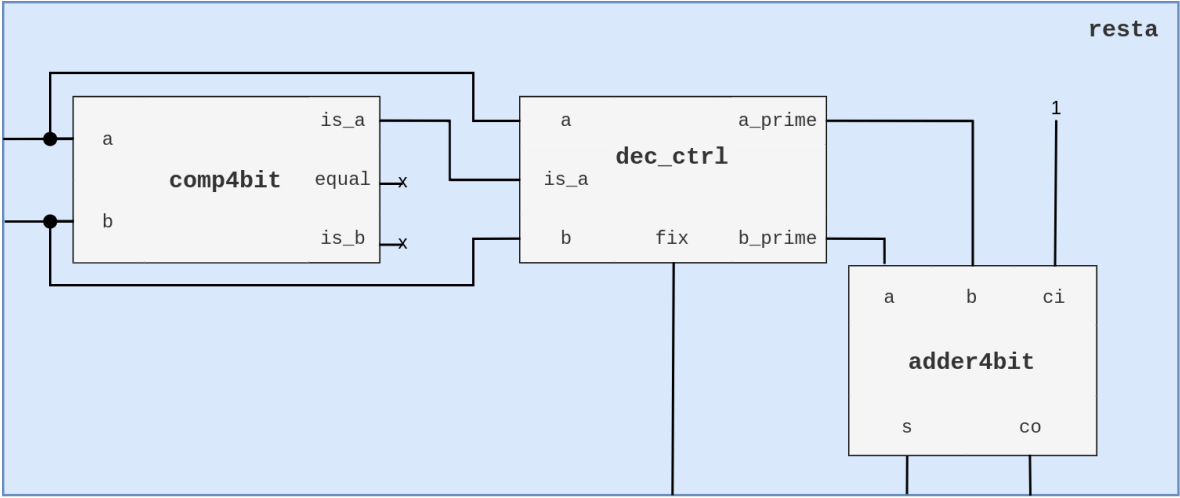 resta
a
b
comp4bit
is_a
equal
x
is_b
x
a
is_a
b
dec_ctrl
fix
a_prime
b_prime
1
a
b
ci
adder4bit
s
co